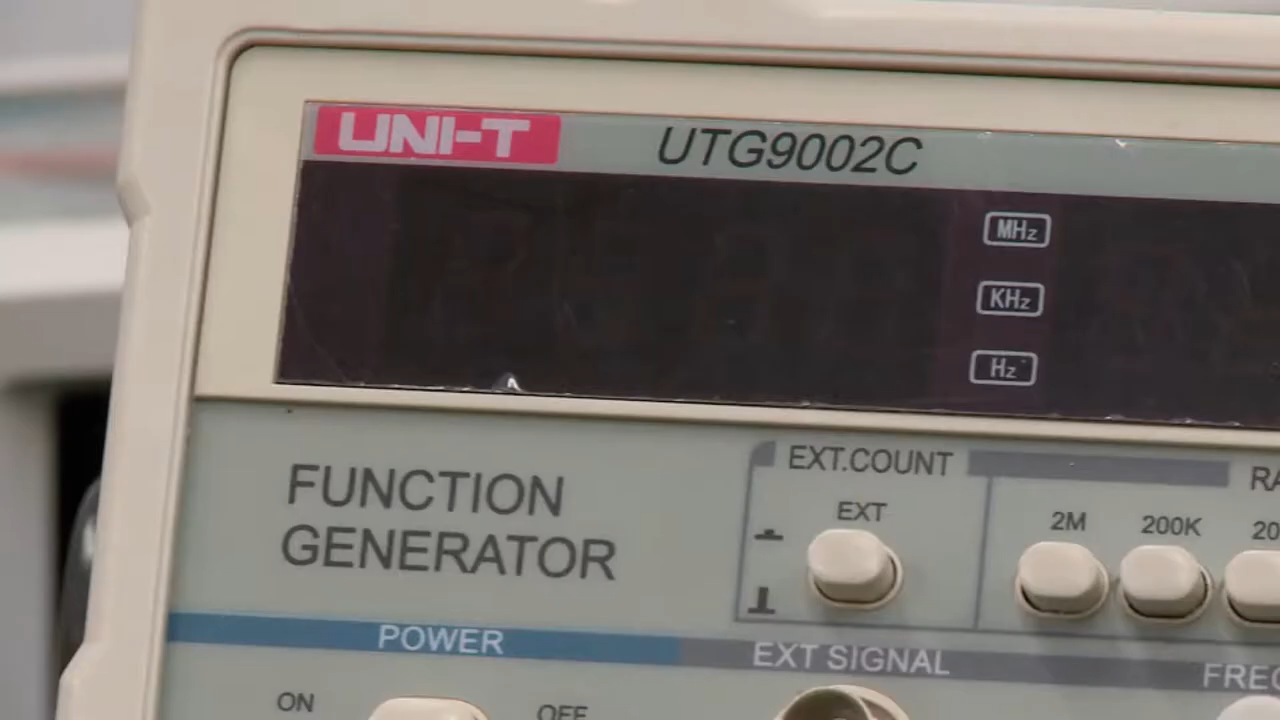 UNI-T UTG9002C
MHz
KHz
Hz
FUNCTION
GENERATOR
EXT.COUNT
EXT
2M 200K
POWER
EXT SIGNAL
ON OFF